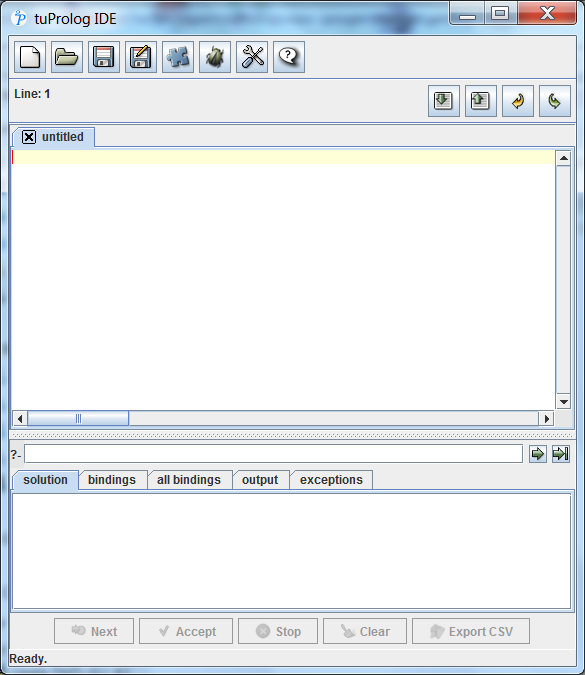 tuProlog IDE
Line: 1
untitled
?-
solution bindings all bindings output exceptions
Next Accept Stop Clear Export CSV
Ready.